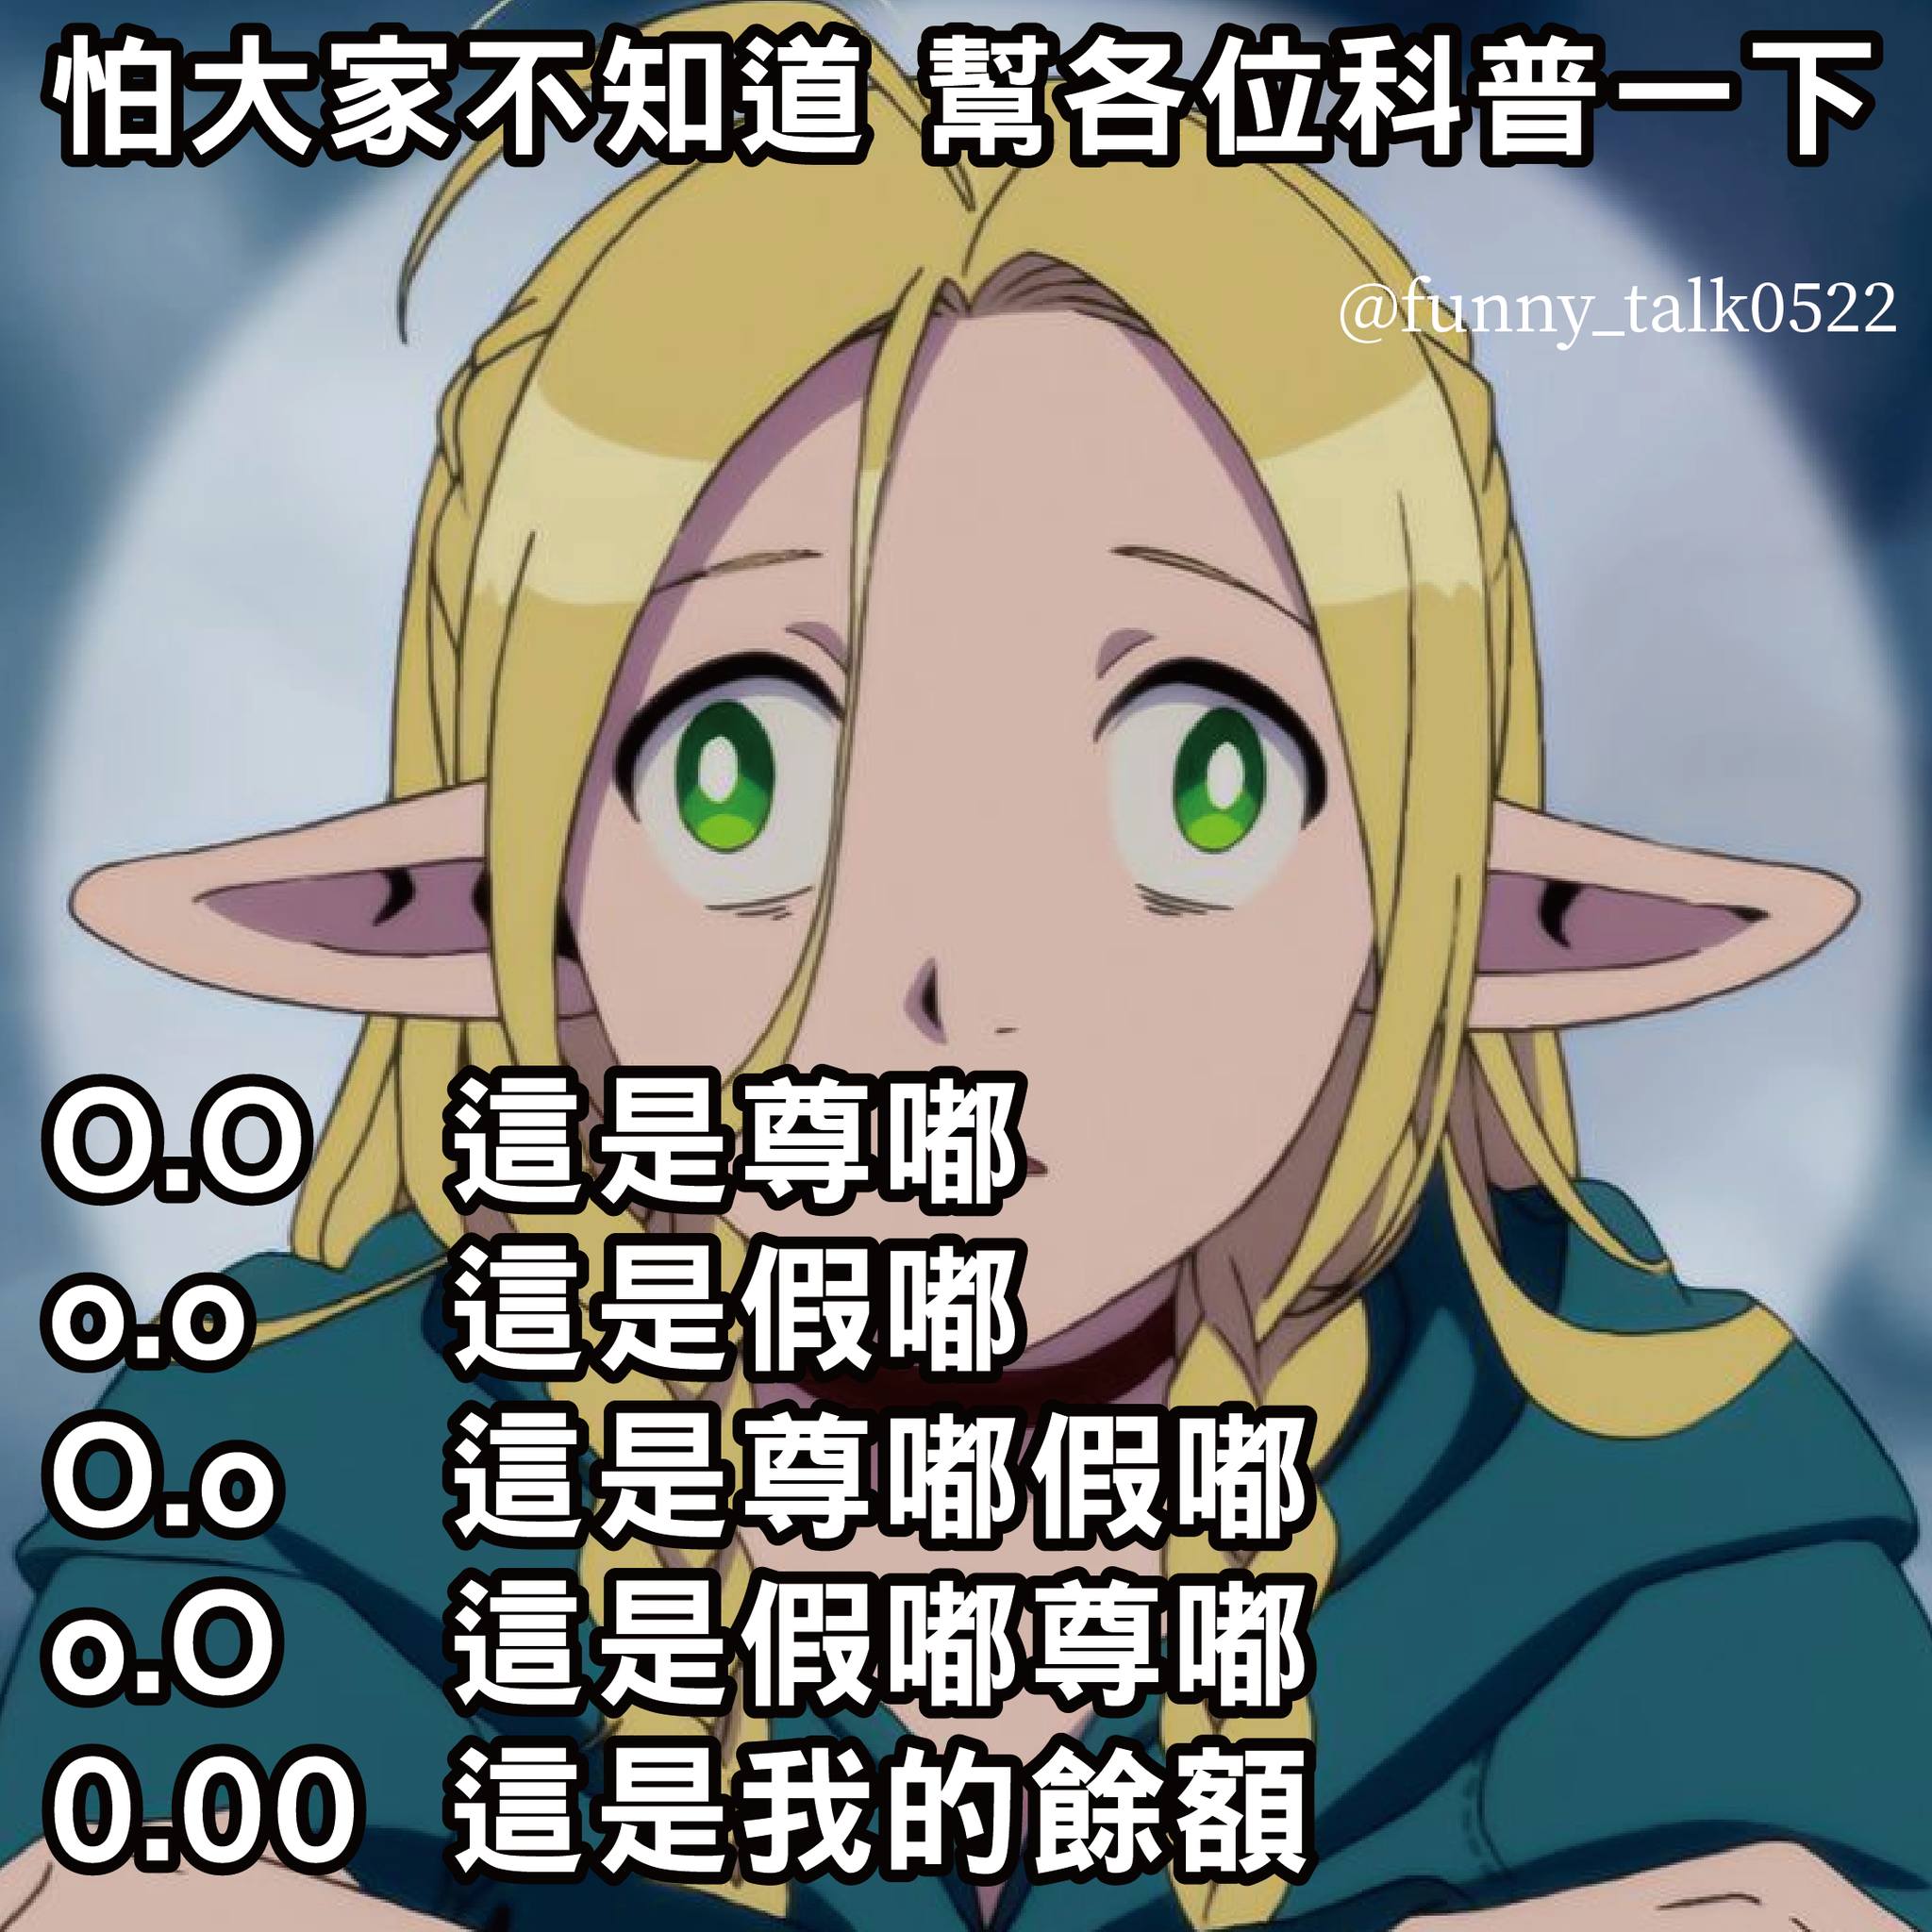 怕大家不知道 幫各位科普一下
@funny_talk0522
O.O 這是尊嘟
o.o 這是假嘟
O.o 這是尊嘟假嘟
o.O 這是假嘟尊嘟
0.00 這是我的餘額